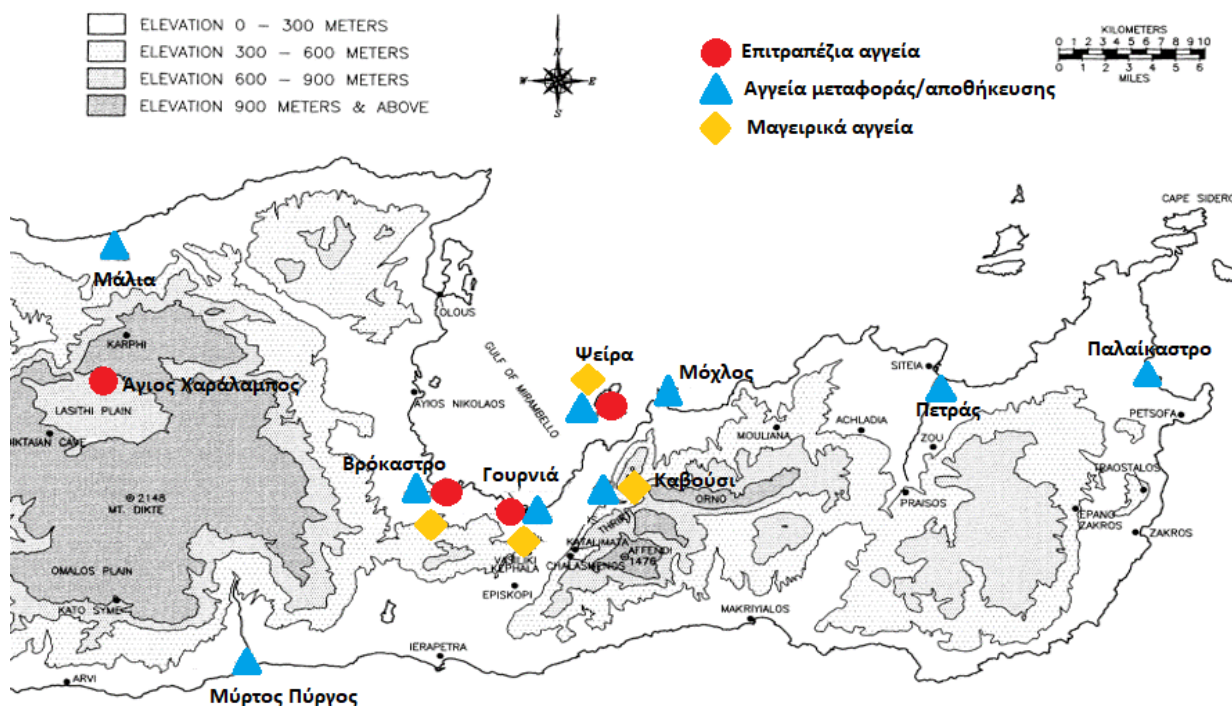 ELEVATION 0 – 300 METERS
ELEVATION 300 – 600 METERS
ELEVATION 600 – 900 METERS
ELEVATION 900 METERS & ABOVE
N
W E
S
Επιτραπέζια αγγεία
Αγγεία μεταφοράς/αποθήκευσης
Μαγειρικά αγγεία
KILOMETERS
0 1 2 3 4 5 6 7 8 9 10
0 1 2 3 4 5 6
MILES
CAPE SIDERO
Μάλια
OLOUS
KARPHI
GULF OF MIRABELLO
Ψείρα
Μόχλος
SITEIA
Παλαίκαστρο
Άγιος Χαράλαμπος
LASITHI PLAIN
AYIOS NIKOLAOS
Πετράς
PETSOFA
DIKTAIAN CAVE
MOULIANA
ACHLADIA
ZOU
Βρόκαστρο
Γουρνιά
Καβούσι
TRAOSTALOS
2148
MT. DIKTE
ORNO
PRAISOS
EPANO
ZAKROS
ZAKROS
THRIPTI
KATALIMATA
AFFENDI
1476
VASILIKI
KEPHALA
CHALASMENOS
OMALOS PLAIN
EPISKOPI
KATO SYME
MAKRIYIALOS
IERAPETRA
ARVI
Μύρτος Πύργος